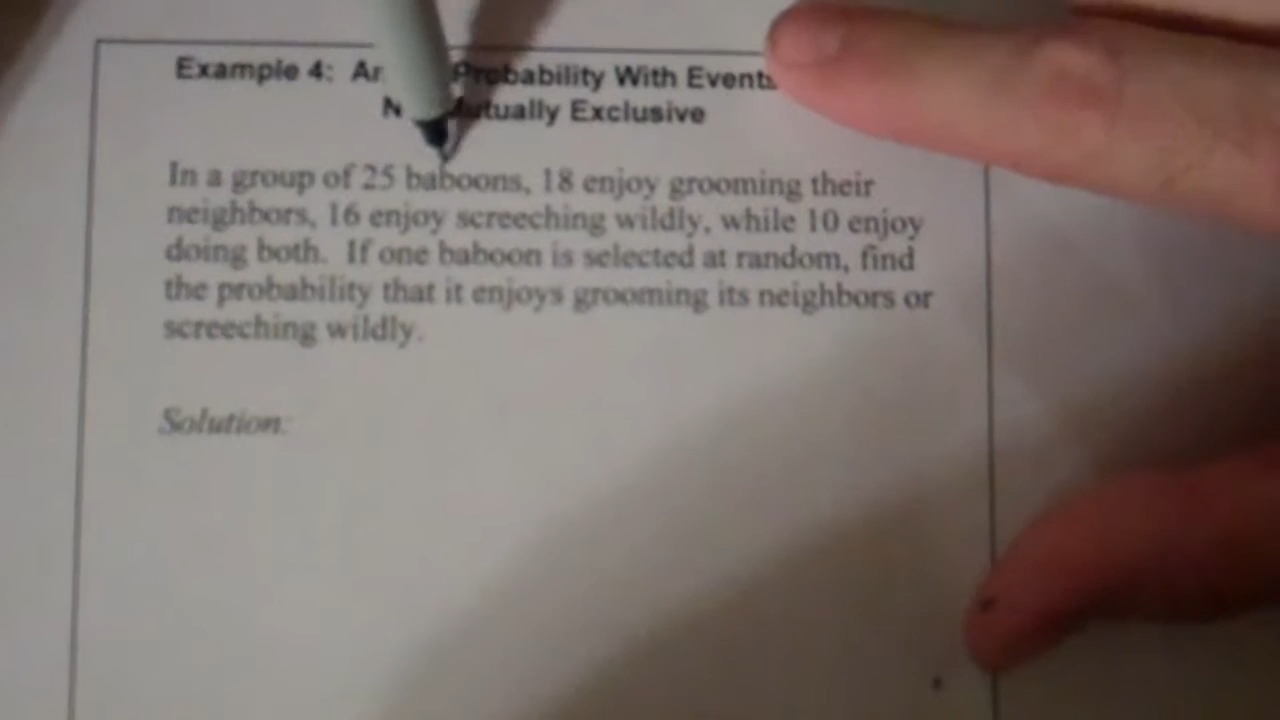 Example 4: Probability With Events
Mutually Exclusive
In a group of 25 baboons, 18 enjoy grooming their
neighbors, 16 enjoy screeching wildly, while 10 enjoy
doing both. If one baboon is selected at random, find
the probability that it enjoys grooming its neighbors or
screeching wildly.
Solution: